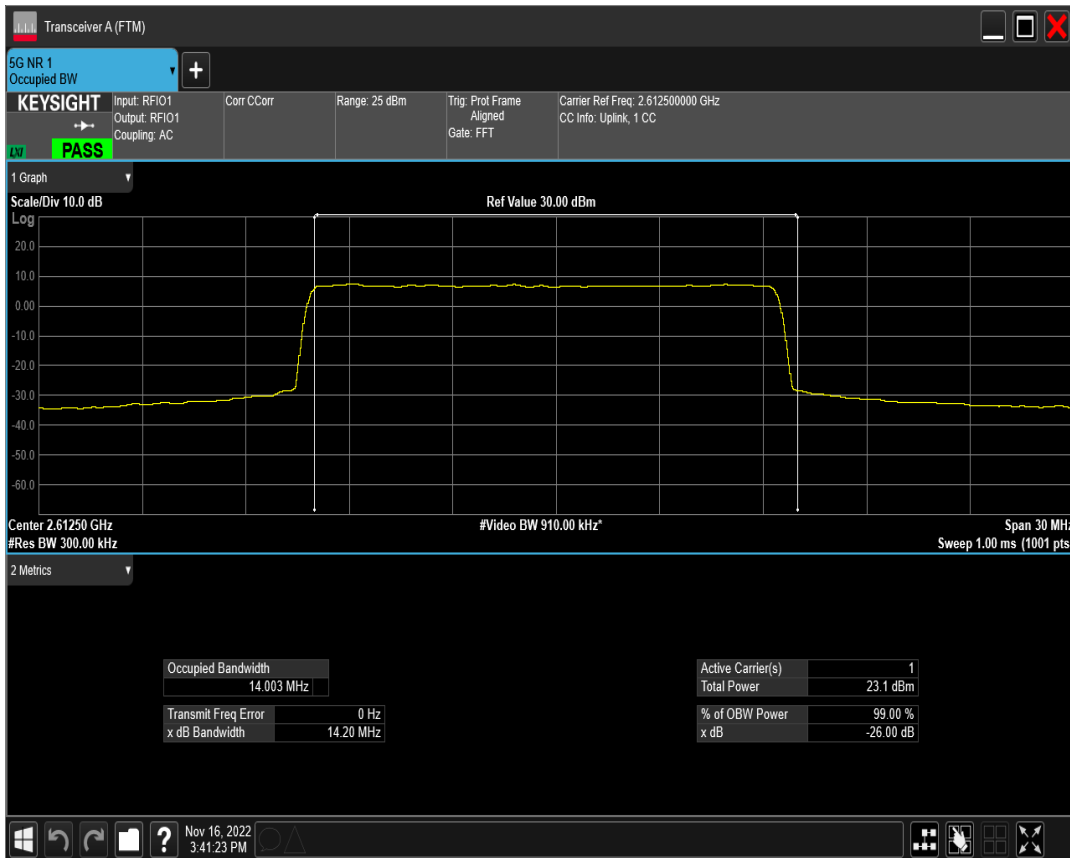 Transceiver A (FTM)
5G NR 1
Occupied BW
+
KEYSIGHT
Input: RFIO1
Output: RFIO1
Coupling: AC
Corr CCorr
Range: 25 dBm
Trig: Prot Frame
Aligned
Gate: FFT
Carrier Ref Freq: 2.612500000 GHz
CC Info: Uplink, 1 CC
LXI
PASS
1 Graph
Scale/Div 10.0 dB
Ref Value 30.00 dBm
Log
20.0
10.0
0.00
-10.0
-20.0
-30.0
-40.0
-50.0
-60.0
Center 2.61250 GHz
#Video BW 910.00 kHz*
Span 30 MHz
#Res BW 300.00 kHz
Sweep 1.00 ms (1001 pts
2 Metrics
Occupied Bandwidth
14.003 MHz
Transmit Freq Error 0 Hz
x dB Bandwidth 14.20 MHz
Active Carrier(s) 1
Total Power 23.1 dBm
% of OBW Power 99.00 %
x dB -26.00 dB
?
Nov 16, 2022
3:41:23 PM